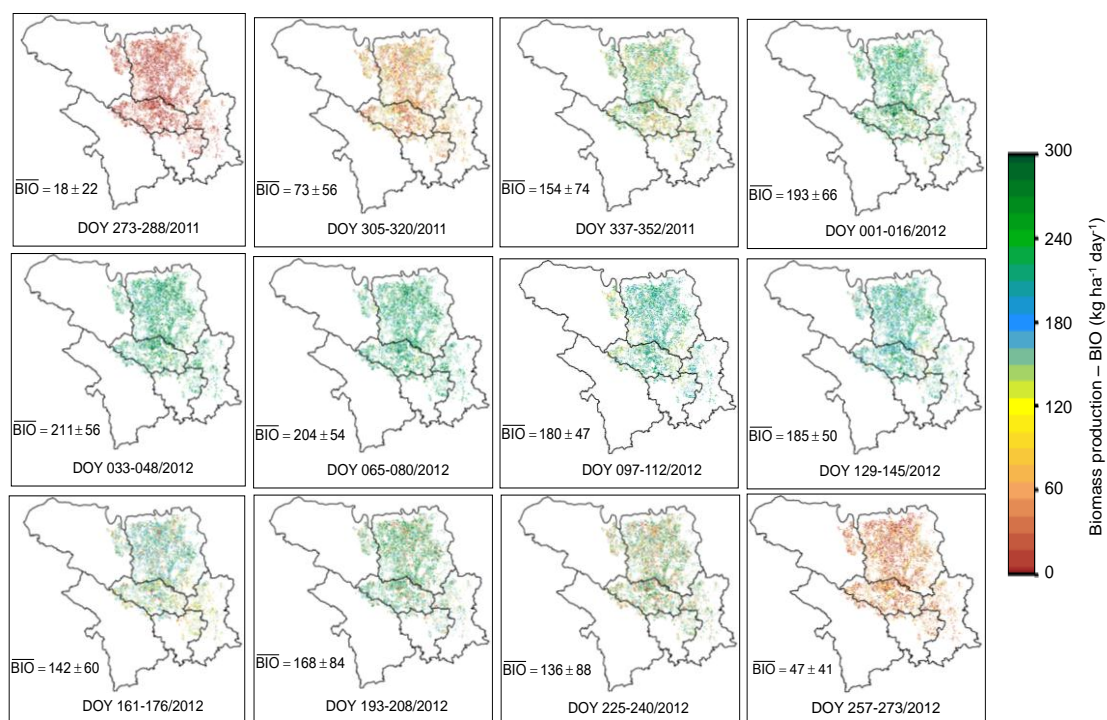 BIO = 18 ± 22
DOY 273-288/2011
BIO = 73 ± 56
DOY 305-320/2011
BIO = 154 ± 74
DOY 337-352/2011
BIO = 193 ± 66
DOY 001-016/2012
BIO = 211 ± 56
DOY 033-048/2012
BIO = 204 ± 54
DOY 065-080/2012
BIO = 180 ± 47
DOY 097-112/2012
BIO = 185 ± 50
DOY 129-145/2012
BIO = 142 ± 60
DOY 161-176/2012
BIO = 168 ± 84
DOY 193-208/2012
BIO = 136 ± 88
DOY 225-240/2012
BIO = 47 ± 41
DOY 257-273/2012
300
240
180
120
60
0
Biomass production – BIO (kg ha⁻¹ day⁻¹)